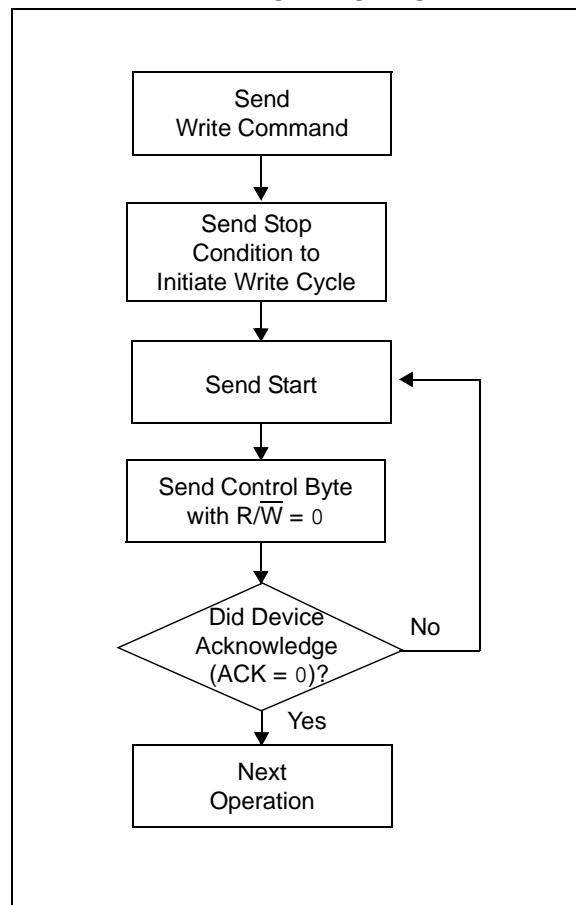 Send
Write Command
Send Stop
Condition to
Initiate Write Cycle
Send Start
Send Control Byte
with R/W̅ = 0
Did Device
Acknowledge
(ACK = 0)?
No
Yes
Next
Operation